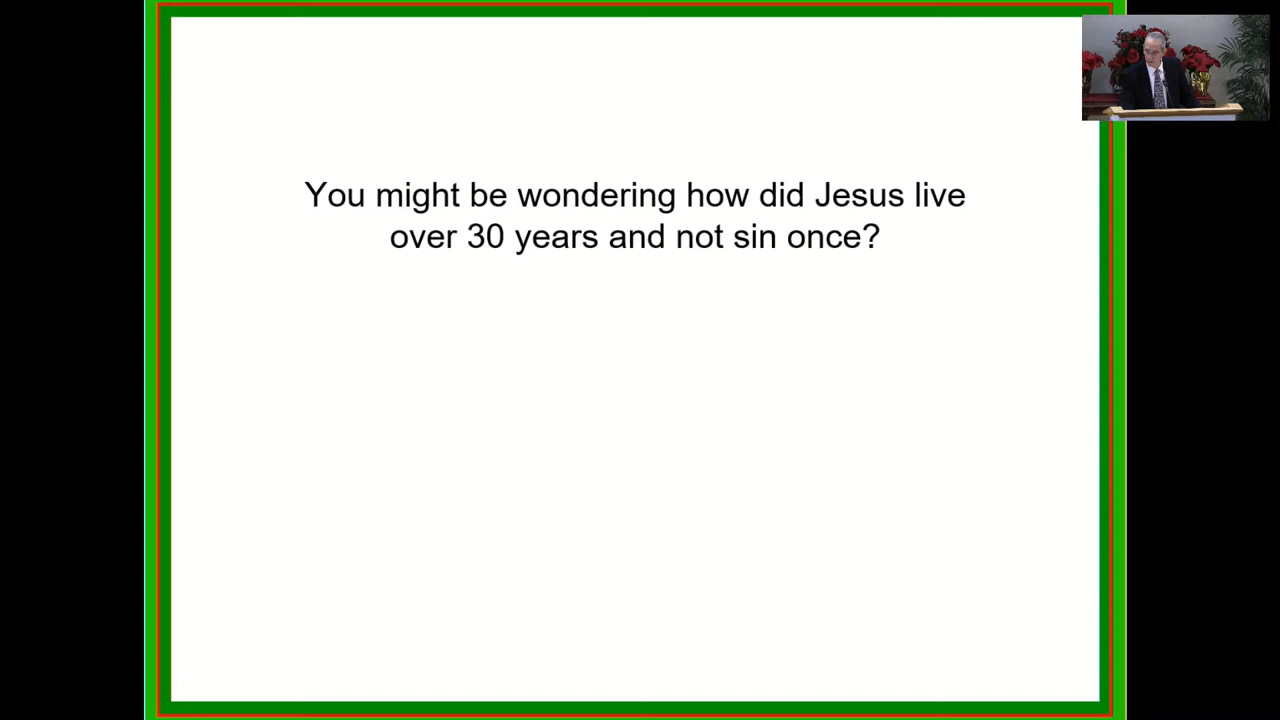 You might be wondering how did Jesus live
over 30 years and not sin once?